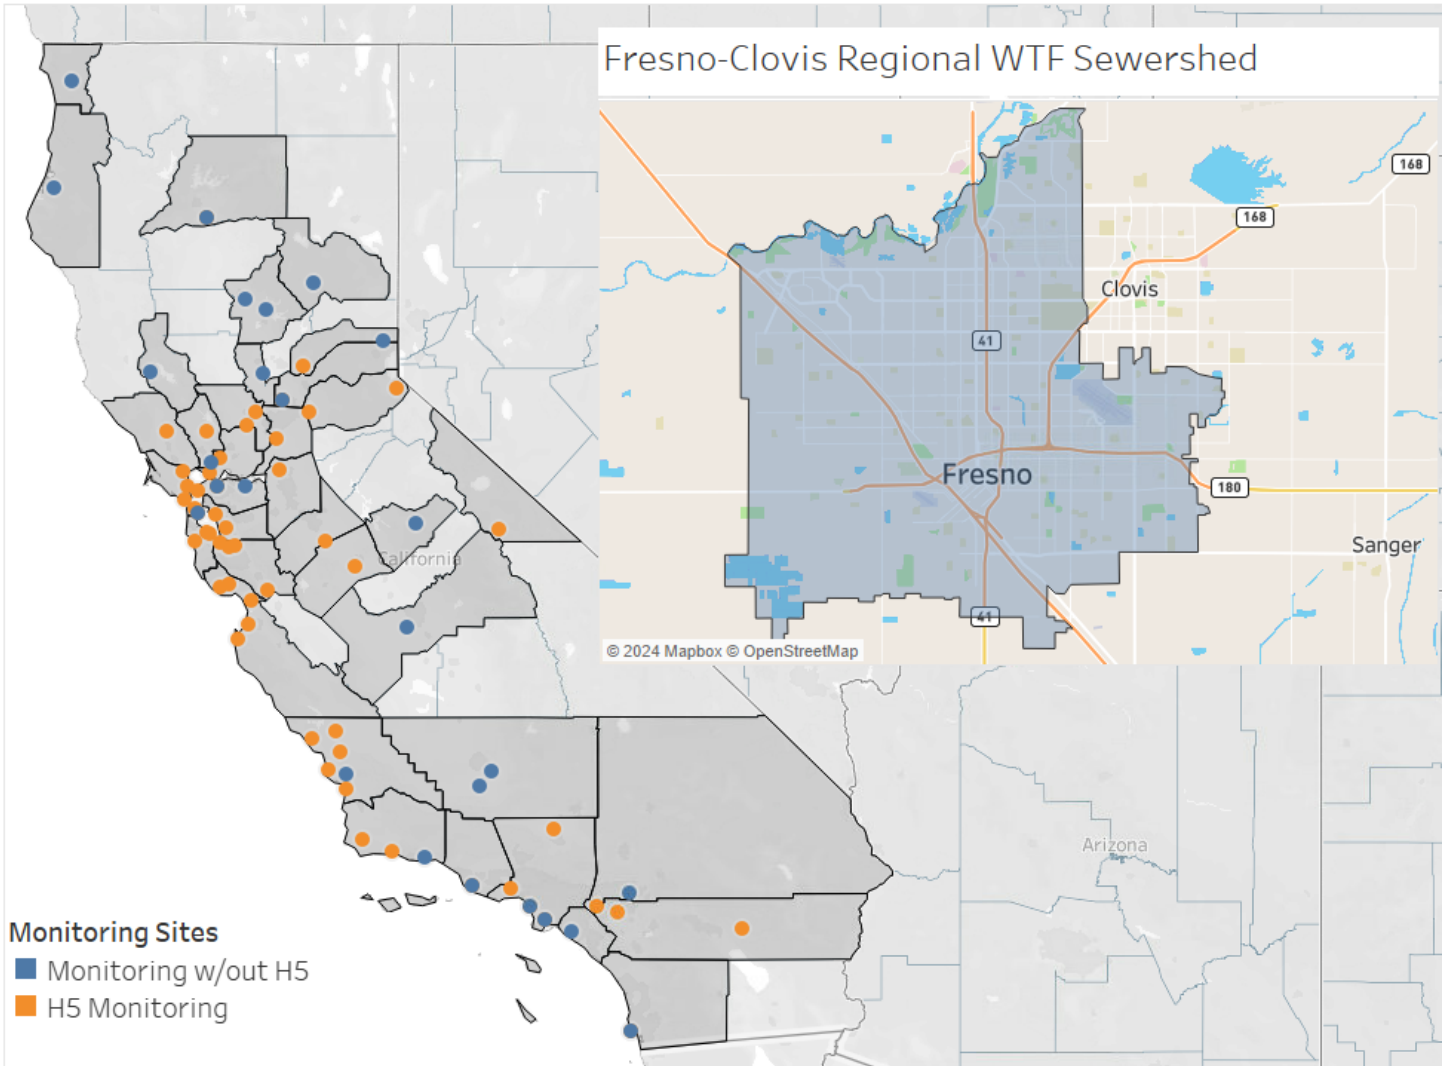 Fresno-Clovis Regional WTF Sewershed
168
168
Clovis
41
Fresno
180
Sanger
41
© 2024 Mapbox © OpenStreetMap
California
Arizona
Monitoring Sites
Monitoring w/out H5
H5 Monitoring